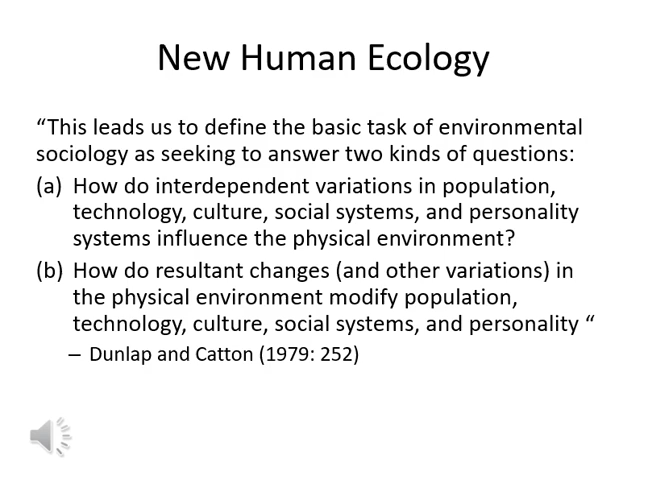 New Human Ecology
“This leads us to define the basic task of environmental
sociology as seeking to answer two kinds of questions:
(a) How do interdependent variations in population,
technology, culture, social systems, and personality
systems influence the physical environment?
(b) How do resultant changes (and other variations) in
the physical environment modify population,
technology, culture, social systems, and personality “
– Dunlap and Catton (1979: 252)